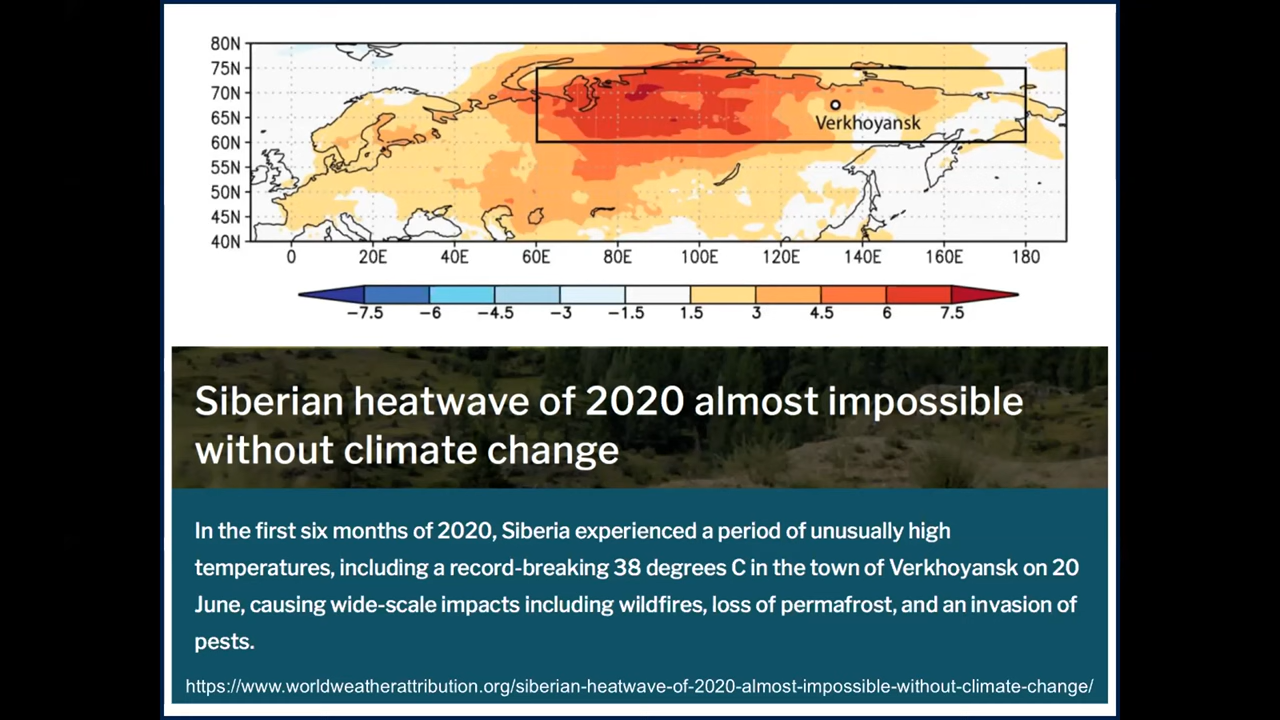 80N
75N
70N
65N
60N
55N
50N
45N
40N
Verkhoyansk
0 20E 40E 60E 80E 100E 120E 140E 160E 180
−7.5 −6 −4.5 −3 −1.5 1.5 3 4.5 6 7.5
Siberian heatwave of 2020 almost impossible
without climate change
In the first six months of 2020, Siberia experienced a period of unusually high
temperatures, including a record-breaking 38 degrees C in the town of Verkhoyansk on 20
June, causing wide-scale impacts including wildfires, loss of permafrost, and an invasion of
pests.
https://www.worldweatherattribution.org/siberian-heatwave-of-2020-almost-impossible-without-climate-change/